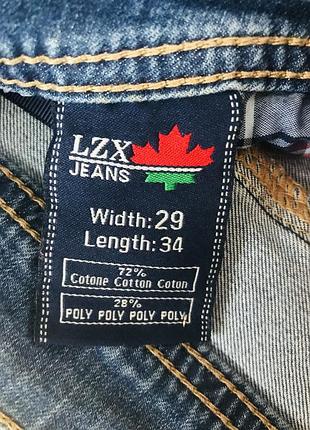 LZX
JEANS
Width: 29
Length: 34
72%
Cotone Cotton Coton
28%
POLY POLY POLY POLY